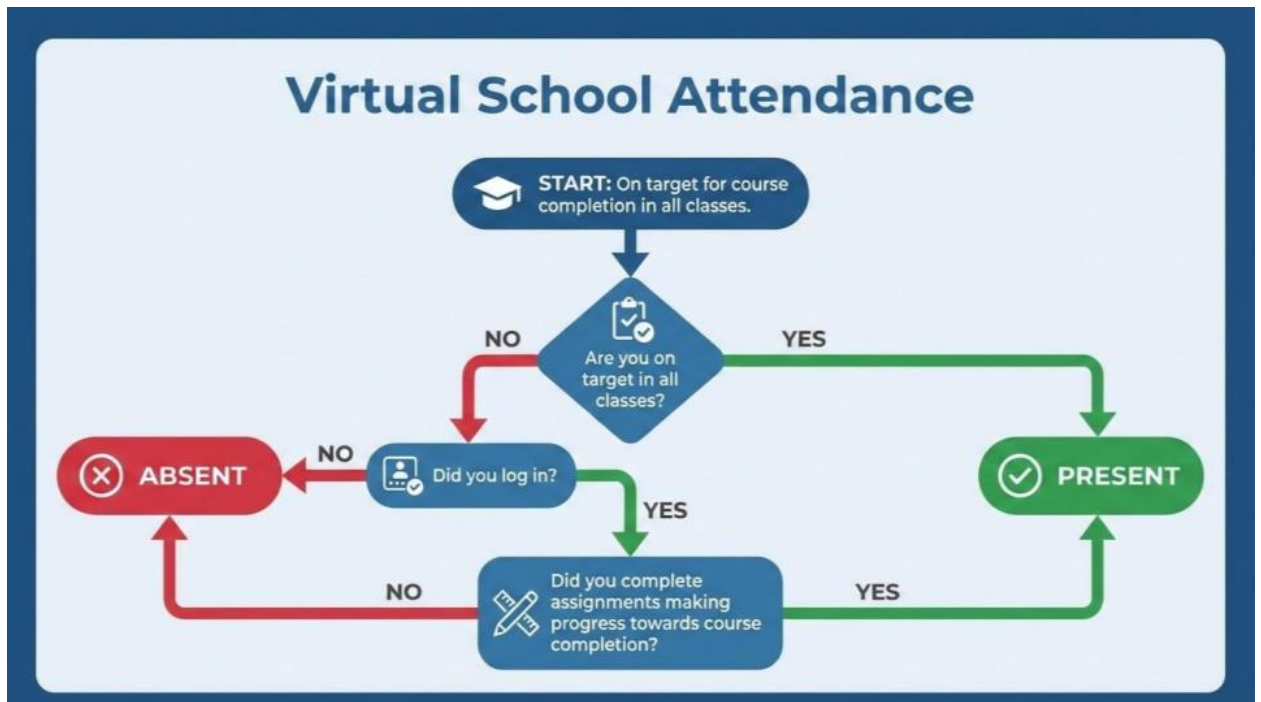 Virtual School Attendance
START: On target for course
completion in all classes.
NO
YES
Are you on
target in all
classes?
ABSENT
NO
Did you log in?
YES
PRESENT
NO
Did you complete
assignments making
progress towards course
completion?
YES